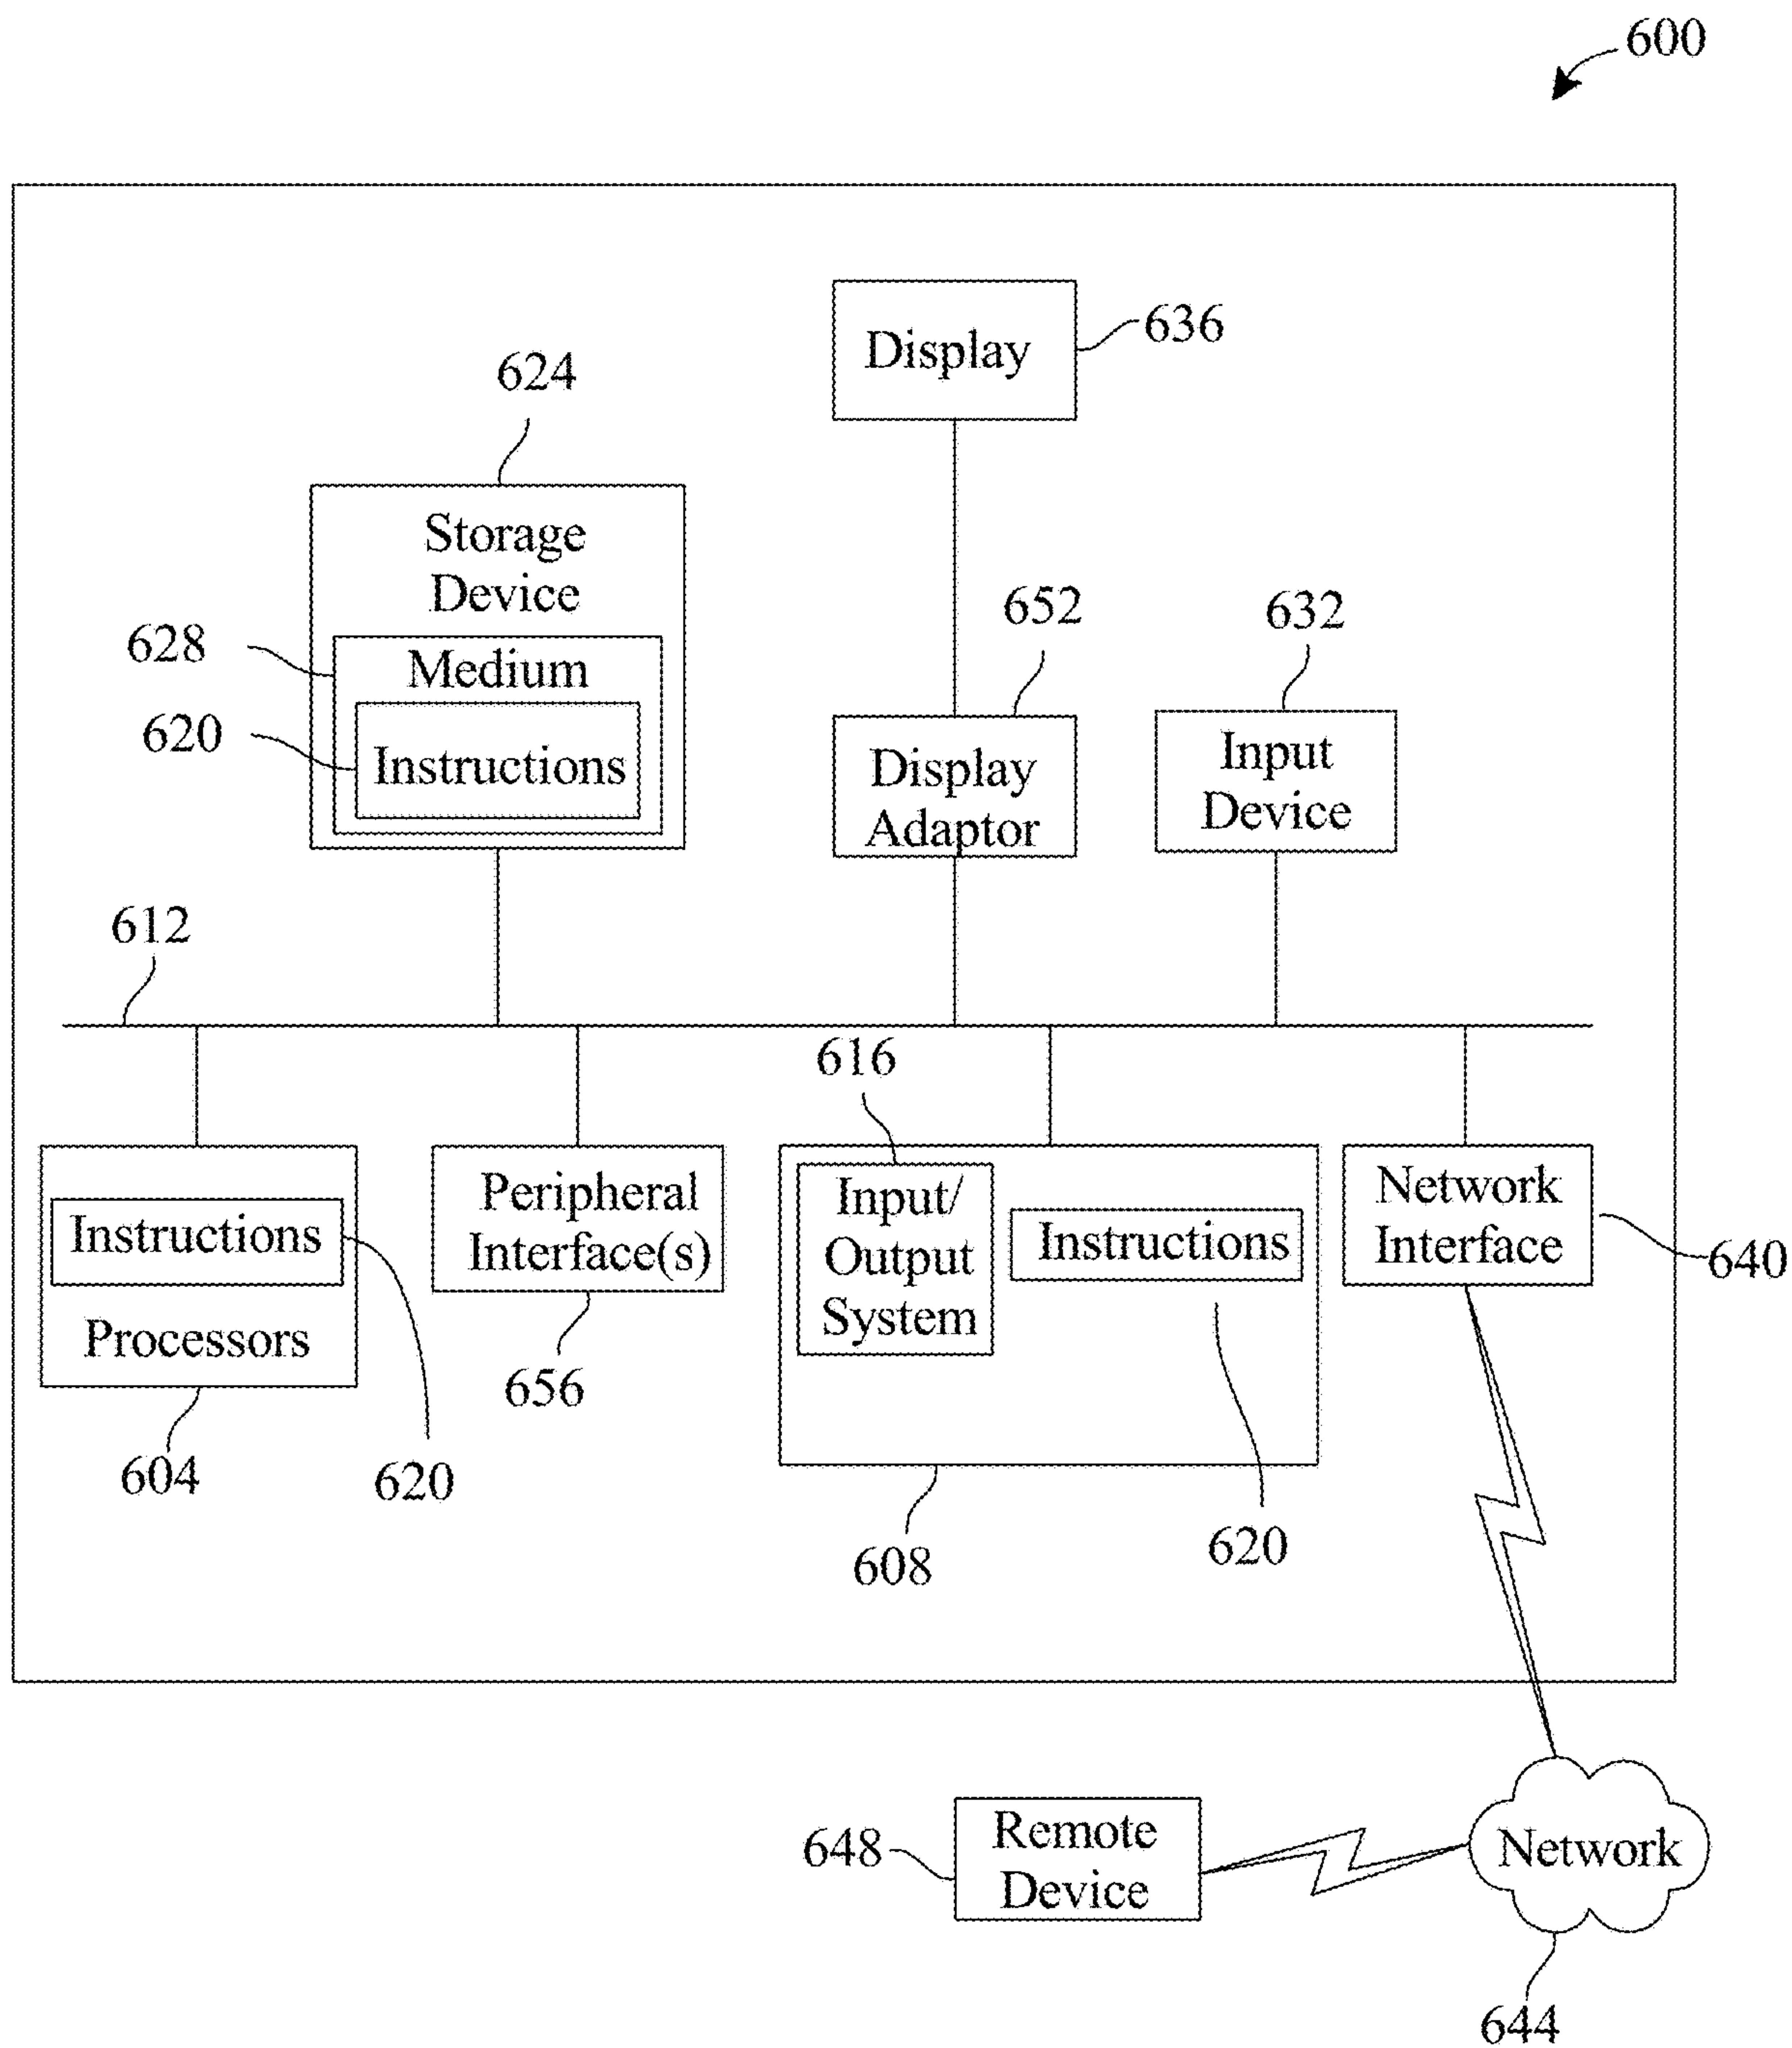 600
Display
636
624
Storage
Device
628
Medium
620
Instructions
652
Display
Adaptor
632
Input
Device
612
616
Instructions
Processors
604
620
Peripheral
Interface(s)
656
Input/
Output
System
Instructions
608
620
Network
Interface
640
648
Remote
Device
Network
644